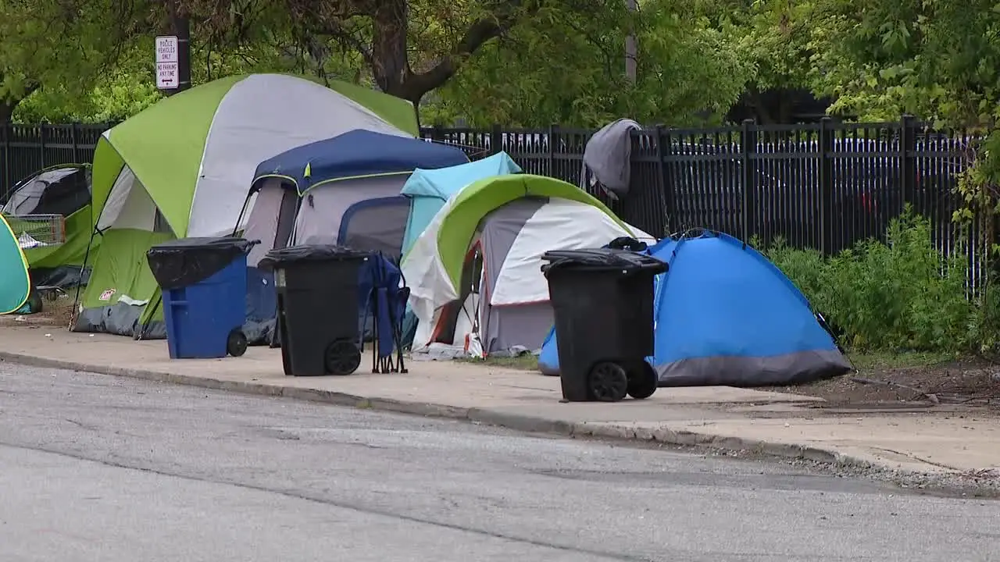 POLICE
VEHICLES
ONLY
NO PARKING
ANY TIME